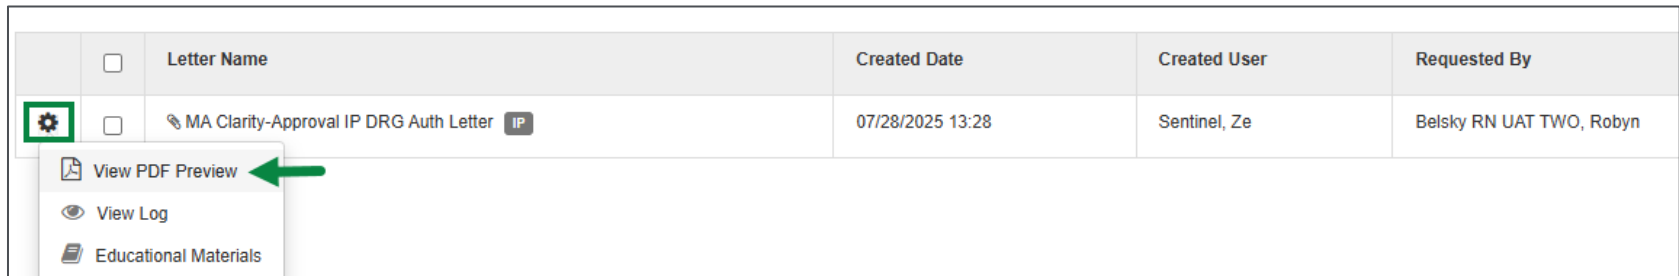 Letter Name Created Date Created User Requested By
MA Clarity-Approval IP DRG Auth Letter IP 07/28/2025 13:28 Sentinel, Ze Belsky RN UAT TWO, Robyn
View PDF Preview
View Log
Educational Materials